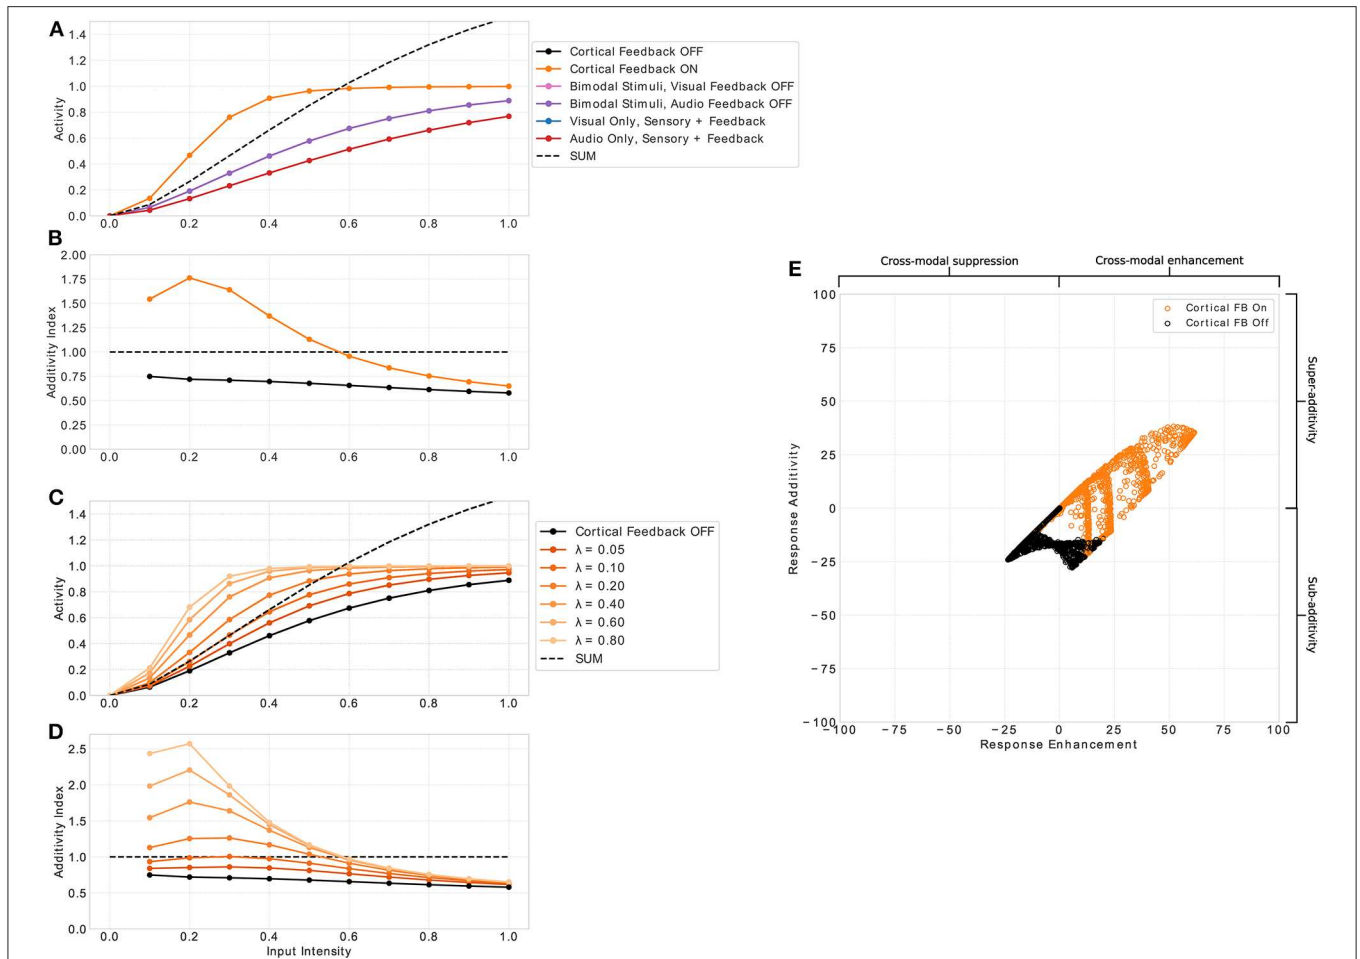 A
1.4
1.2
1.0
0.8
0.6
0.4
0.2
0.0
Activity
0.0 0.2 0.4 0.6 0.8 1.0
Cortical Feedback OFF
Cortical Feedback ON
Bimodal Stimuli, Visual Feedback OFF
Bimodal Stimuli, Audio Feedback OFF
Visual Only, Sensory + Feedback
Audio Only, Sensory + Feedback
SUM
B
2.00
1.75
1.50
1.25
1.00
0.75
0.50
0.25
0.00
Additivity Index
0.0 0.2 0.4 0.6 0.8 1.0
C
1.4
1.2
1.0
0.8
0.6
0.4
0.2
0.0
Activity
0.0 0.2 0.4 0.6 0.8 1.0
Cortical Feedback OFF
λ = 0.05
λ = 0.10
λ = 0.20
λ = 0.40
λ = 0.60
λ = 0.80
SUM
D
2.5
2.0
1.5
1.0
0.5
0.0
Additivity Index
0.0 0.2 0.4 0.6 0.8 1.0
Input Intensity
E
Cross-modal suppression Cross-modal enhancement
100
75
50
25
0
−25
−50
−75
−100
Response Additivity
Cortical FB On
Cortical FB Off
Super-additivity
Sub-additivity
−100 −75 −50 −25 0 25 50 75 100
Response Enhancement